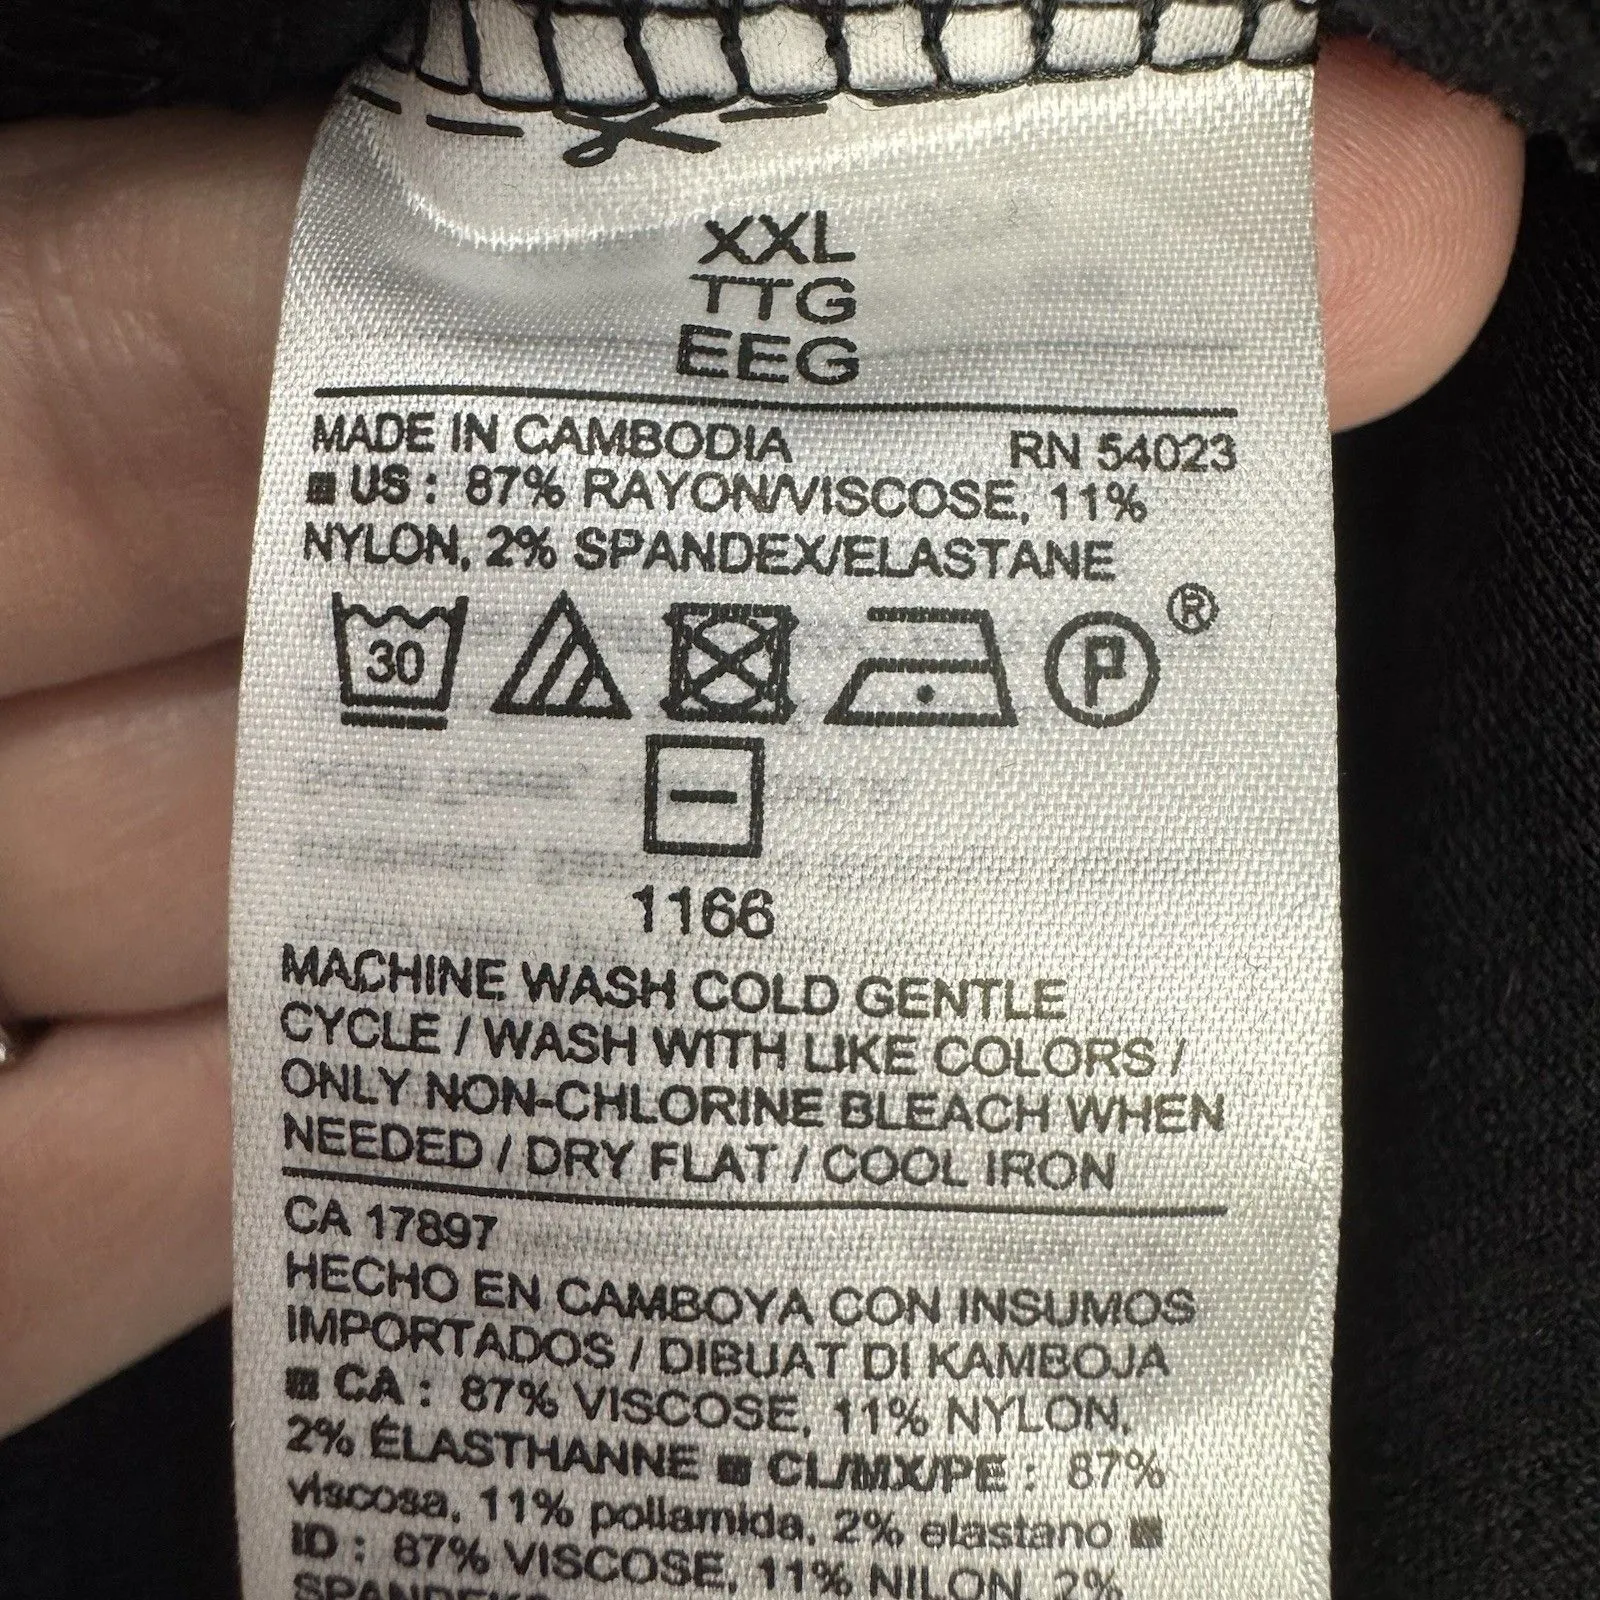 XXL
TTG
EEG
MADE IN CAMBODIA RN 54023
US : 87% RAYON/VISCOSE, 11%
NYLON, 2% SPANDEX/ELASTANE
30 P ®
1166
MACHINE WASH COLD GENTLE
CYCLE / WASH WITH LIKE COLORS /
ONLY NON-CHLORINE BLEACH WHEN
NEEDED / DRY FLAT / COOL IRON
CA 17897
HECHO EN CAMBOYA CON INSUMOS
IMPORTADOS / DIBUAT DI KAMBOJA
CA : 87% VISCOSE, 11% NYLON,
2% ÉLASTHANNE CL/MX/PE : 87%
viscosa, 11% poliamida, 2% elastano
ID : 87% VISCOSE, 11% NILON, 2%